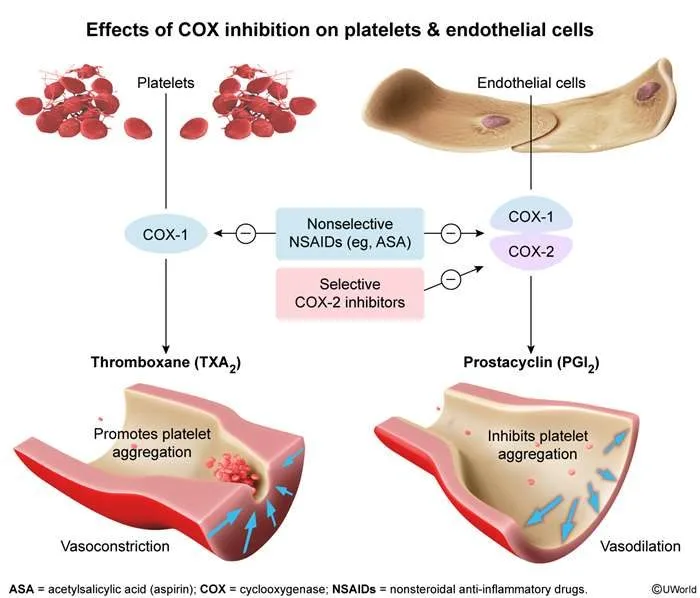 Effects of COX inhibition on platelets & endothelial cells
Platelets
Endothelial cells
COX-1
Nonselective
NSAIDs (eg, ASA)
COX-1
COX-2
Selective
COX-2 inhibitors
Thromboxane (TXA₂)
Prostacyclin (PGI₂)
Promotes platelet
aggregation
Inhibits platelet
aggregation
Vasoconstriction
Vasodilation
ASA = acetylsalicylic acid (aspirin); COX = cyclooxygenase; NSAIDs = nonsteroidal anti-inflammatory drugs.
©UWorld